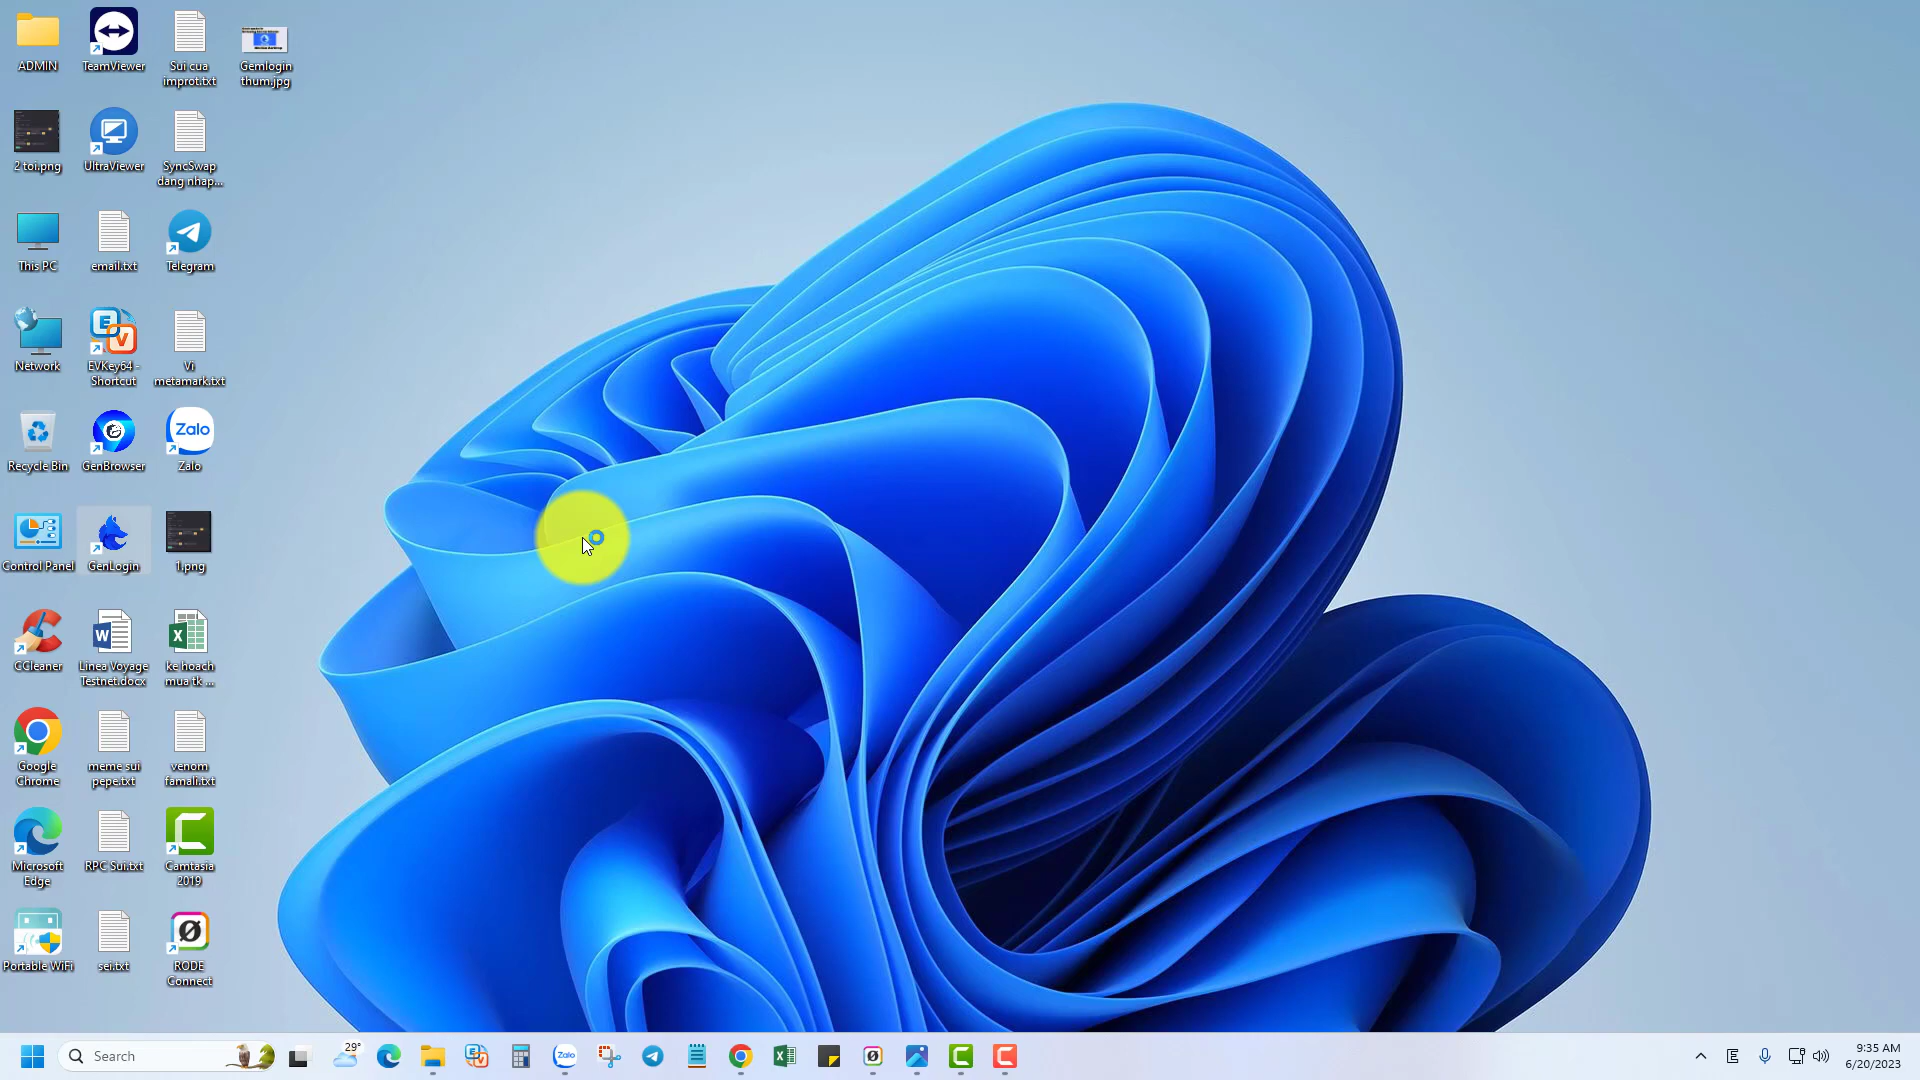 ADMIN
TeamViewer
Sui cua
improt.txt
Gemlogin
thum.jpg
2 toi.png
UltraViewer
SyncSwap
dang nhap...
This PC
email.txt
Telegram
Network
EVKey64 -
Shortcut
Vi
metamark.txt
Recycle Bin
GenBrowser
Zalo
Zalo
Control Panel
GenLogin
1.png
CCleaner
Linea Voyage
Testnet.docx
ke hoach
mua tk ...
Google
Chrome
meme sui
pepe.txt
venom
famali.txt
Microsoft
Edge
RPC Sui.txt
Camtasia
2019
Portable WiFi
sei.txt
RODE
Connect
Search
29°
Zalo
E
9:35 AM
6/20/2023